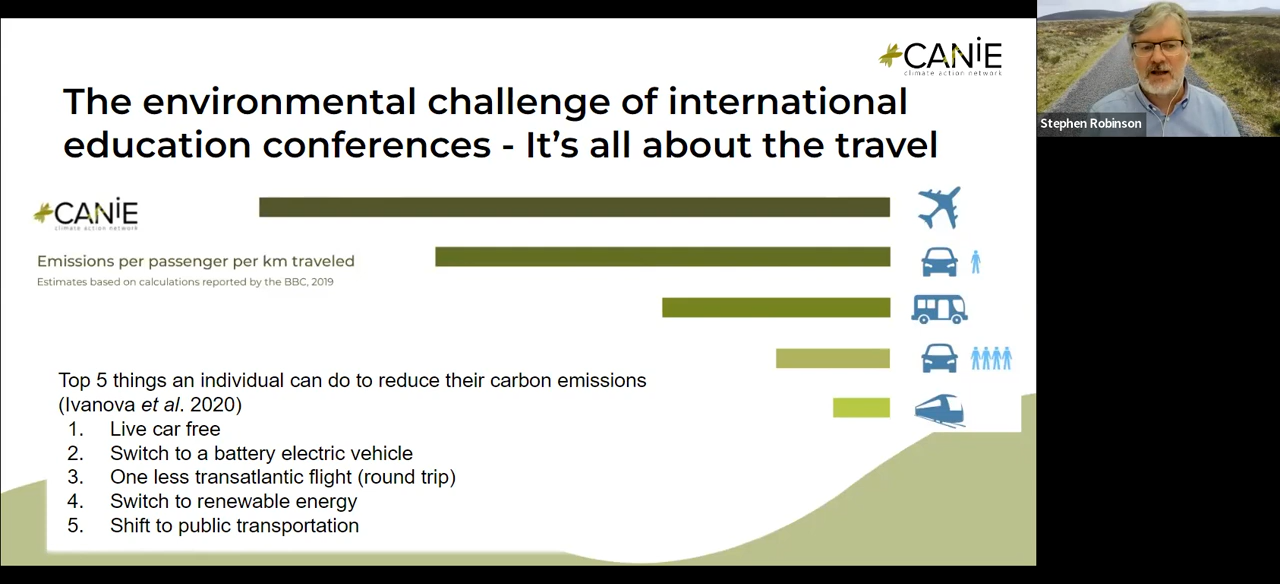 CANiE
climate action network
The environmental challenge of international
education conferences - It's all about the travel
CANiE
climate action network
Emissions per passenger per km traveled
Estimates based on calculations reported by the BBC, 2019
Top 5 things an individual can do to reduce their carbon emissions
(Ivanova et al. 2020)
1. Live car free
2. Switch to a battery electric vehicle
3. One less transatlantic flight (round trip)
4. Switch to renewable energy
5. Shift to public transportation
Stephen Robinson